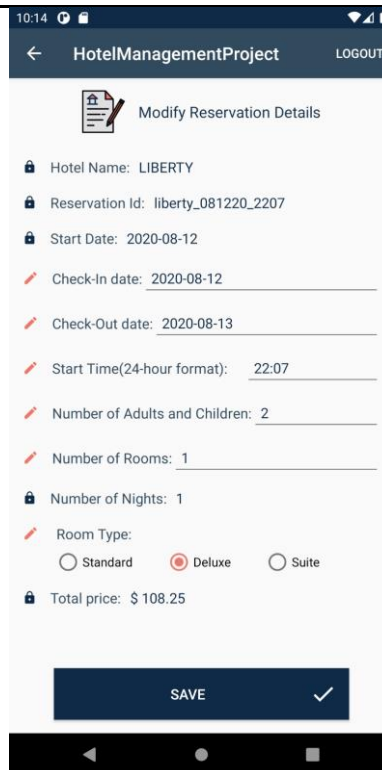 10:14
HotelManagementProject LOGOUT
Modify Reservation Details
Hotel Name: LIBERTY
Reservation Id: liberty_081220_2207
Start Date: 2020-08-12
Check-In date: 2020-08-12
Check-Out date: 2020-08-13
Start Time(24-hour format): 22:07
Number of Adults and Children: 2
Number of Rooms: 1
Number of Nights: 1
Room Type:
Standard Deluxe Suite
Total price: $ 108.25
SAVE